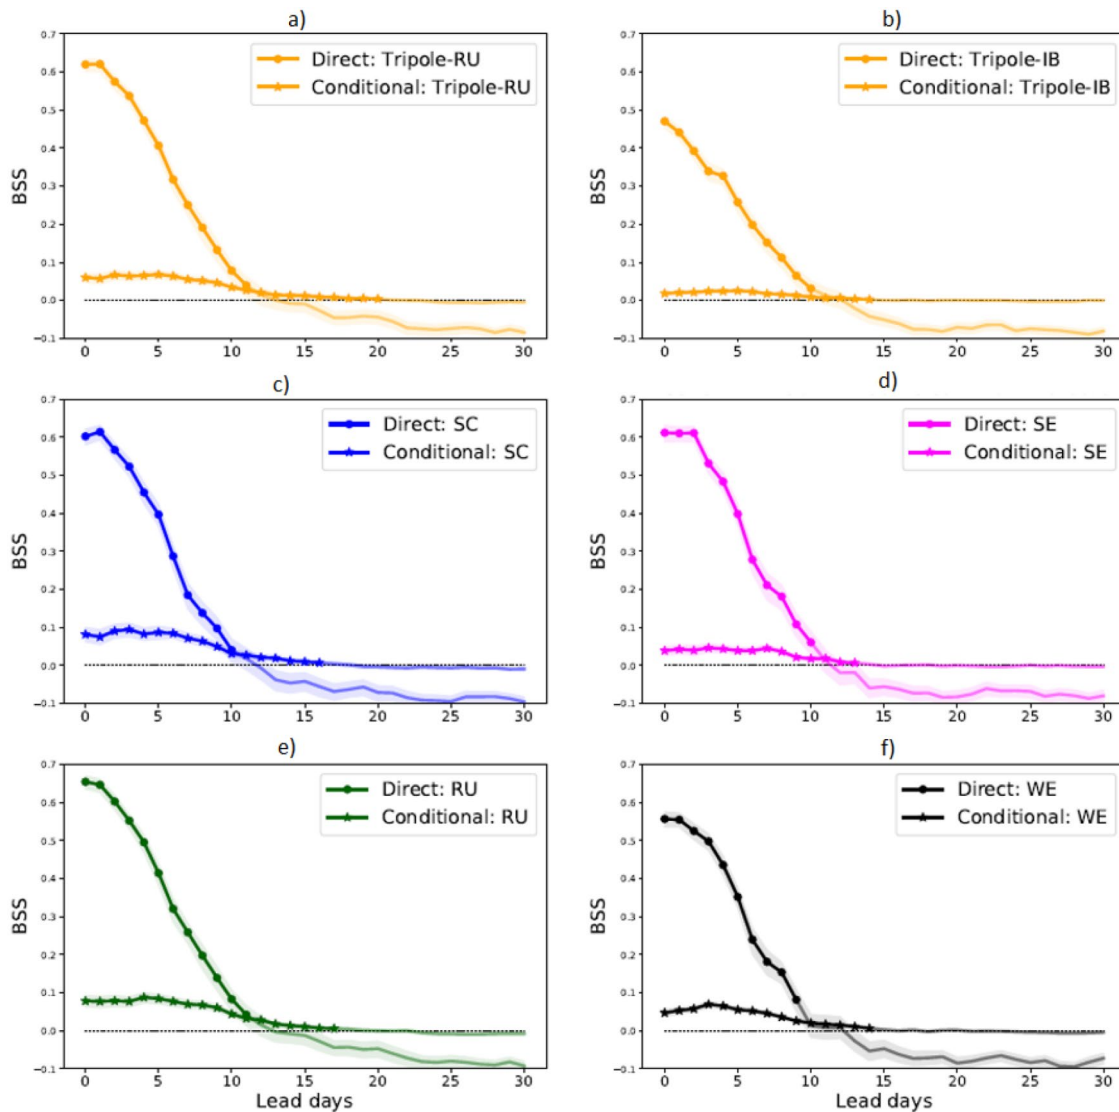 a)
BSS
0.7
0.6
0.5
0.4
0.3
0.2
0.1
0.0
−0.1
Direct: Tripole-RU
Conditional: Tripole-RU
0 5 10 15 20 25 30
b)
BSS
0.7
0.6
0.5
0.4
0.3
0.2
0.1
0.0
−0.1
Direct: Tripole-IB
Conditional: Tripole-IB
0 5 10 15 20 25 30
c)
BSS
0.7
0.6
0.5
0.4
0.3
0.2
0.1
0.0
−0.1
Direct: SC
Conditional: SC
0 5 10 15 20 25 30
d)
BSS
0.7
0.6
0.5
0.4
0.3
0.2
0.1
0.0
−0.1
Direct: SE
Conditional: SE
0 5 10 15 20 25 30
e)
BSS
0.7
0.6
0.5
0.4
0.3
0.2
0.1
0.0
−0.1
Direct: RU
Conditional: RU
0 5 10 15 20 25 30
Lead days
f)
BSS
0.7
0.6
0.5
0.4
0.3
0.2
0.1
0.0
−0.1
Direct: WE
Conditional: WE
0 5 10 15 20 25 30
Lead days